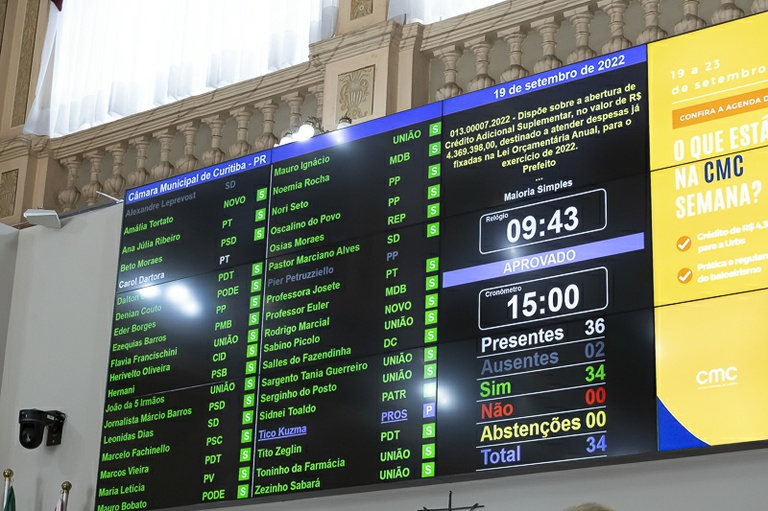 Câmara Municipal de Curitiba - PR
19 de setembro de 2022
Alexandre Leprevost SD
Amália Tortato NOVO S
Ana Júlia Ribeiro PT S
Beto Moraes PSD S
Carol Dartora PT
Dalton PDT S
Denian Couto PODE S
Eder Borges PP S
Ezequias Barros PMB S
Flavia Francischini UNIÃO S
Herivelto Oliveira CID S
Hernani PSB S
João da 5 Irmãos UNIÃO S
Jornalista Márcio Barros PSD S
Leonidas Dias SD S
Marcelo Fachinello PSC S
Marcos Vieira PDT S
Maria Leticia PV S
Mauro Bobato PODE S
Mauro Ignácio UNIÃO S
Noemia Rocha MDB S
Nori Seto PP S
Oscalino do Povo PP S
Osias Moraes REP S
Pastor Marciano Alves SD S
Pier Petruzziello PP
Professora Josete PT S
Professor Euler MDB S
Rodrigo Marcial NOVO S
Sabino Picolo UNIÃO S
Salles do Fazendinha DC S
Sargento Tania Guerreiro UNIÃO S
Serginho do Posto UNIÃO S
Sidnei Toaldo PATR
Tico Kuzma PROS P
Tito Zeglin PDT S
Toninho da Farmácia UNIÃO S
Zezinho Sabará UNIÃO S
013.00007.2022 - Dispõe sobre a abertura de
Crédito Adicional Suplementar, no valor de R$
4.369.398,00, destinado a atender despesas já
fixadas na Lei Orçamentária Anual, para o
exercício de 2022.
Prefeito
...
Maioria Simples
Relógio
09:43
APROVADO
Cronômetro
15:00
Presentes 36
Ausentes 02
Sim 34
Não 00
Abstenções 00
Total 34
19 a 23
de setembro
CONFIRA A AGENDA D
O QUE ESTÁ
NA CMC
SEMANA?
Crédito de R$ 4,3
para a Urbs
Prática e regula
do balonismo
cmc